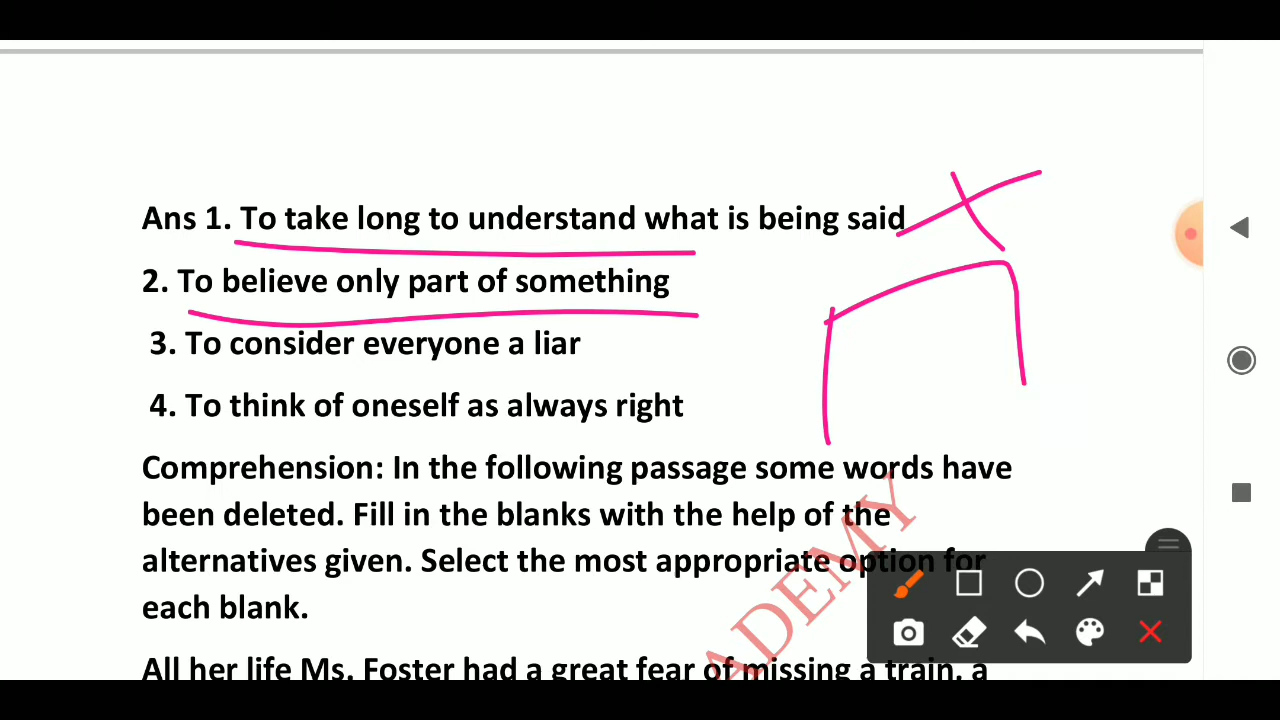 Ans 1. To take long to understand what is being said
2. To believe only part of something
3. To consider everyone a liar
4. To think of oneself as always right
Comprehension: In the following passage some words have
been deleted. Fill in the blanks with the help of the
alternatives given. Select the most appropriate option for
each blank.
All her life Ms. Foster had a great fear of missing a train, a
ADEMY